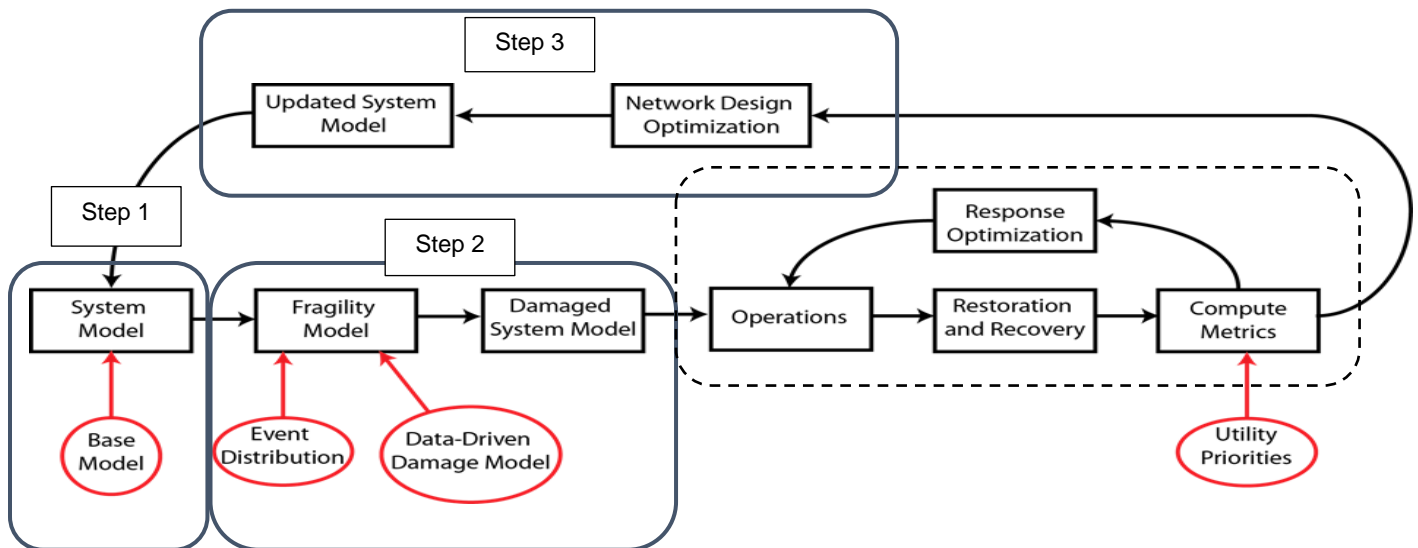 Step 3
Updated System
Model
Network Design
Optimization
Step 1
Step 2
Response
Optimization
System
Model
Fragility
Model
Damaged
System Model
Operations
Restoration
and Recovery
Compute
Metrics
Base
Model
Event
Distribution
Data-Driven
Damage Model
Utility
Priorities